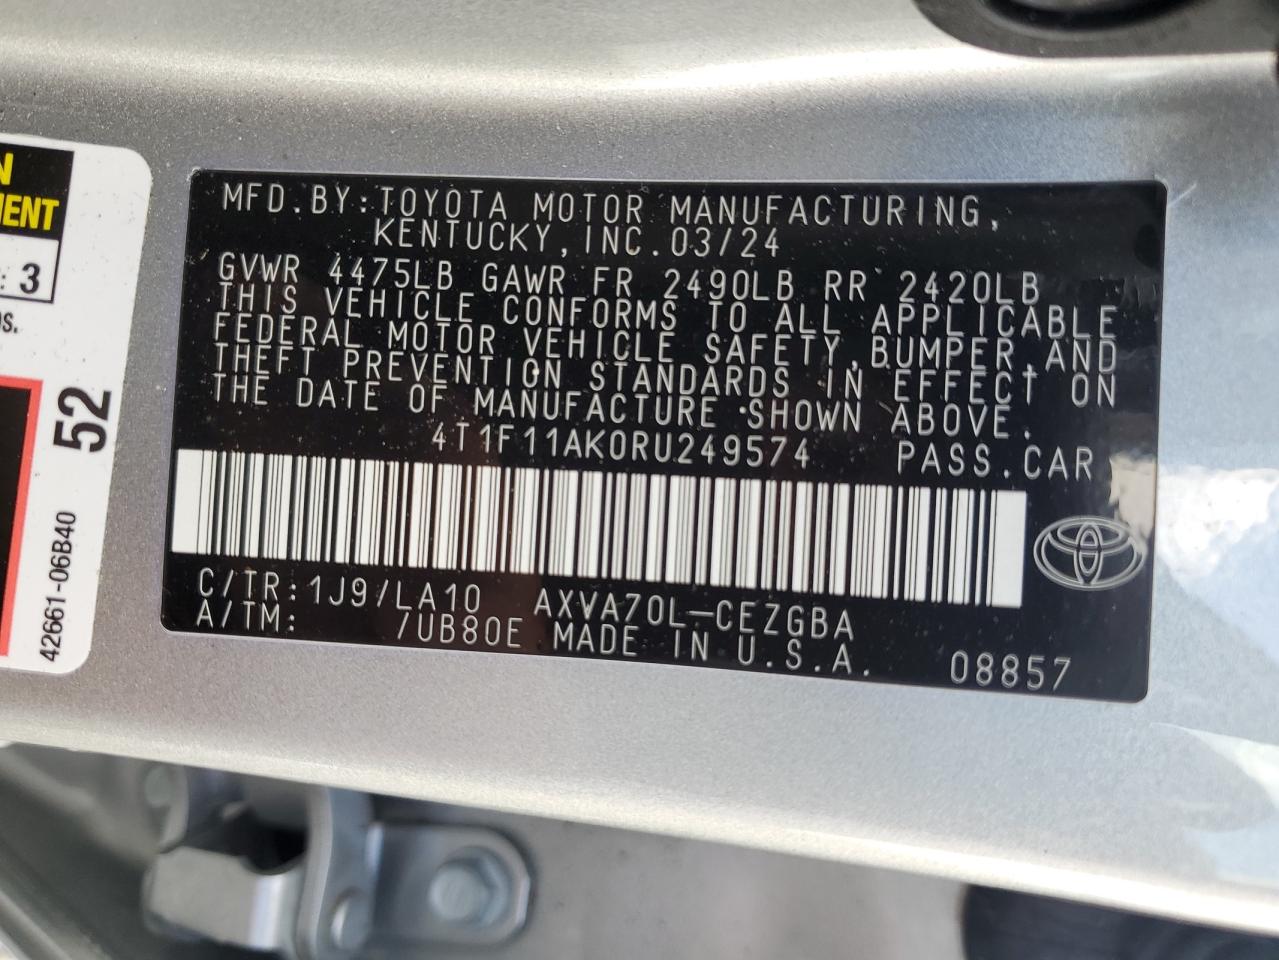 MFD.BY:TOYOTA MOTOR MANUFACTURING,
KENTUCKY,INC.03/24
GVWR 4475LB GAWR FR 2490LB RR 2420LB
THIS VEHICLE CONFORMS TO ALL APPLICABLE
FEDERAL MOTOR VEHICLE SAFETY,BUMPER,AND
THEFT PREVENTION STANDARDS IN EFFECT ON
THE DATE OF MANUFACTURE SHOWN ABOVE.
4T1F11AK0RU249574 PASS.CAR
C/TR:1J9/LA10 AXVA70L-CEZGBA
A/TM: /UB80E MADE IN U.S.A. 08857
3
52
42661-06B40